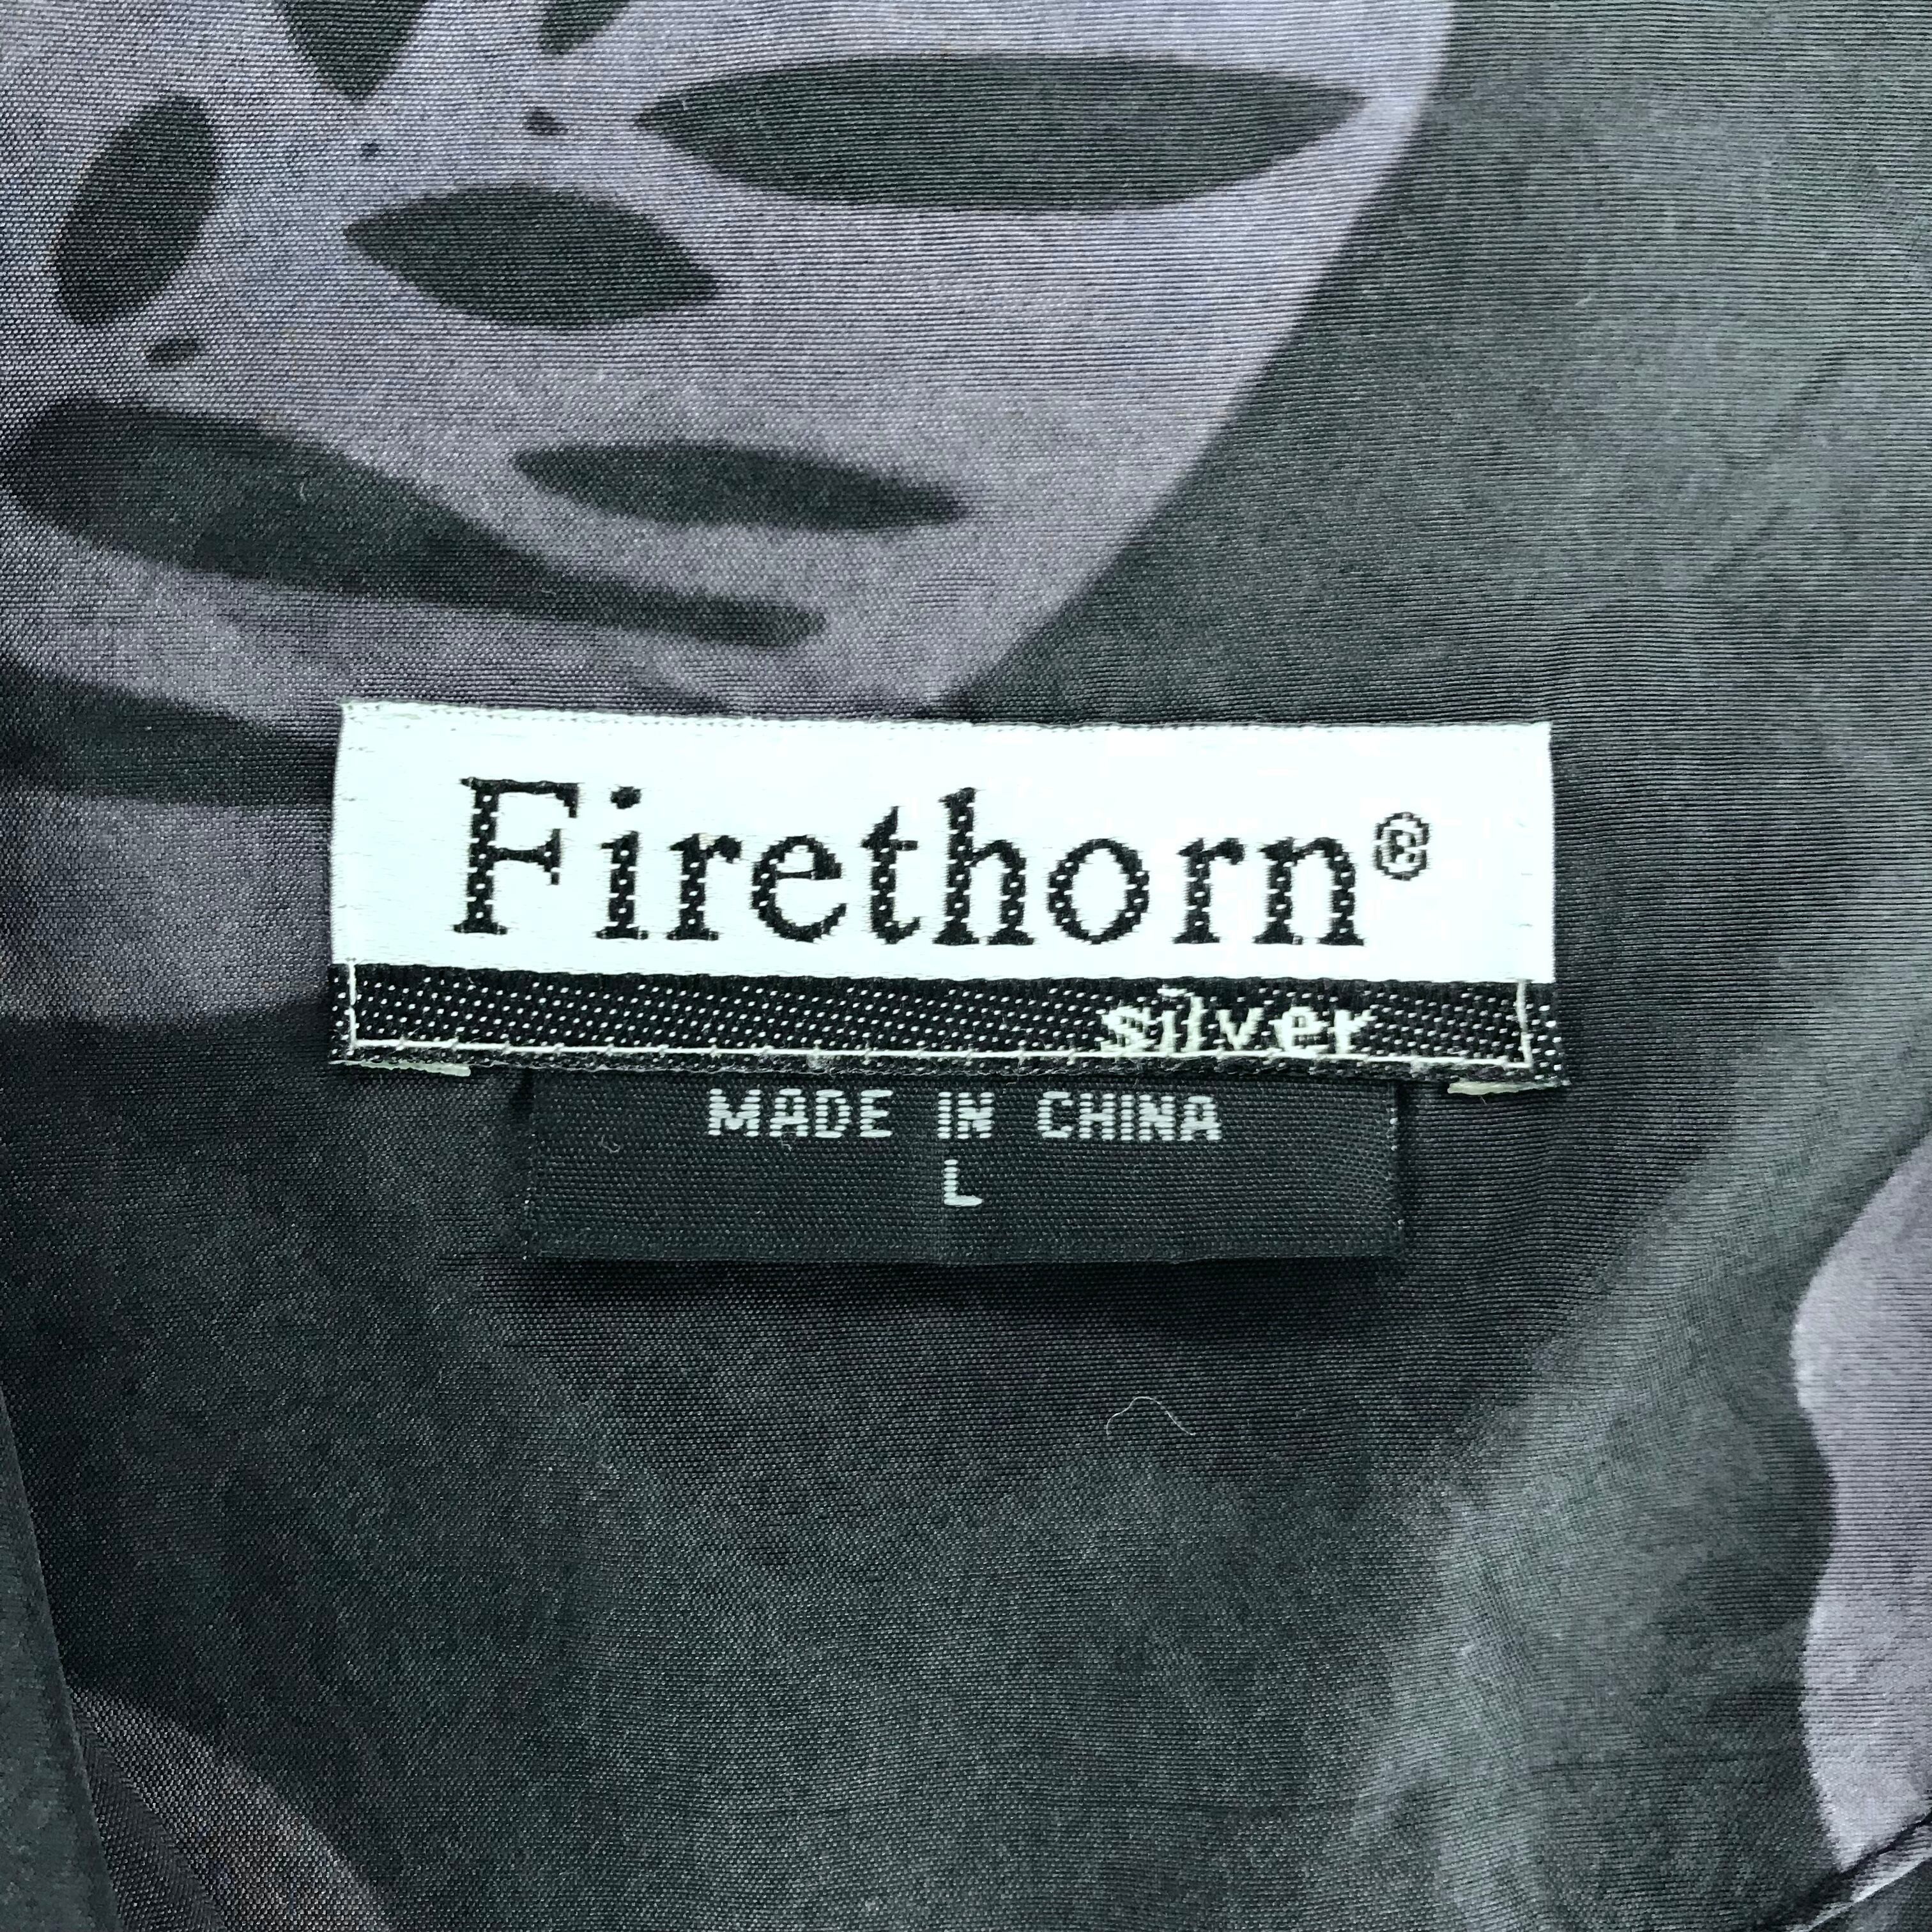 Firethorn®
silver
MADE IN CHINA
L